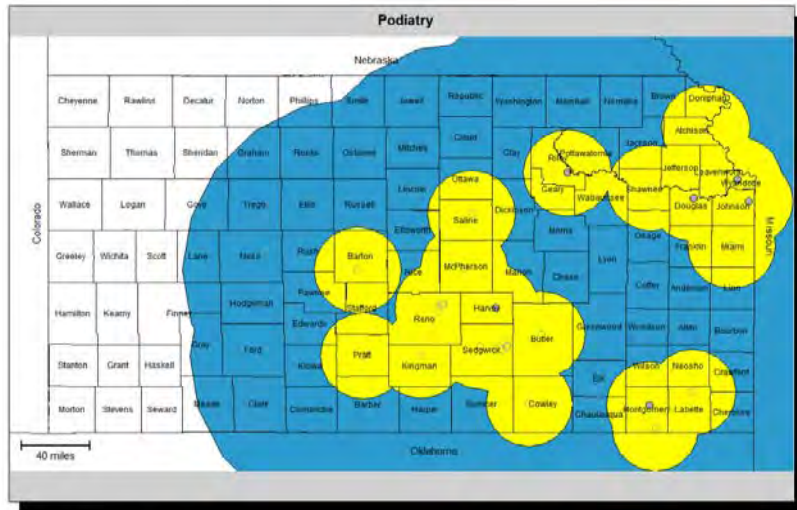 Podiatry
Nebraska
Cheyenne Rawlins Decatur Norton Phillips Smith Jewell Republic Washington Marshall Nemaha Brown Doniphan
Atchison
Sherman Thomas Sheridan Graham Rooks Osborne Mitchell Cloud Clay Riley Pottawatomie Jackson Jefferson Leavenworth
Wyandotte
Wallace Logan Gove Trego Ellis Russell Lincoln Ottawa Saline Dickinson Geary Wabaunsee Shawnee Douglas Johnson
Colorado
Missouri
Greeley Wichita Scott Lane Ness Rush Barton Ellsworth Rice McPherson Marion Morris Chase Lyon Osage Franklin Miami
Hamilton Kearny Finney Hodgeman Pawnee Stafford Reno Harvey Butler Coffey Anderson Linn
Edwards
Stanton Grant Haskell Gray Ford Kiowa Pratt Kingman Sedgwick Greenwood Woodson Allen Bourbon
Elk Wilson Neosho Crawford
Morton Stevens Seward Meade Clark Comanche Barber Harper Sumner Cowley Chautauqua Montgomery Labette Cherokee
40 miles
Oklahoma